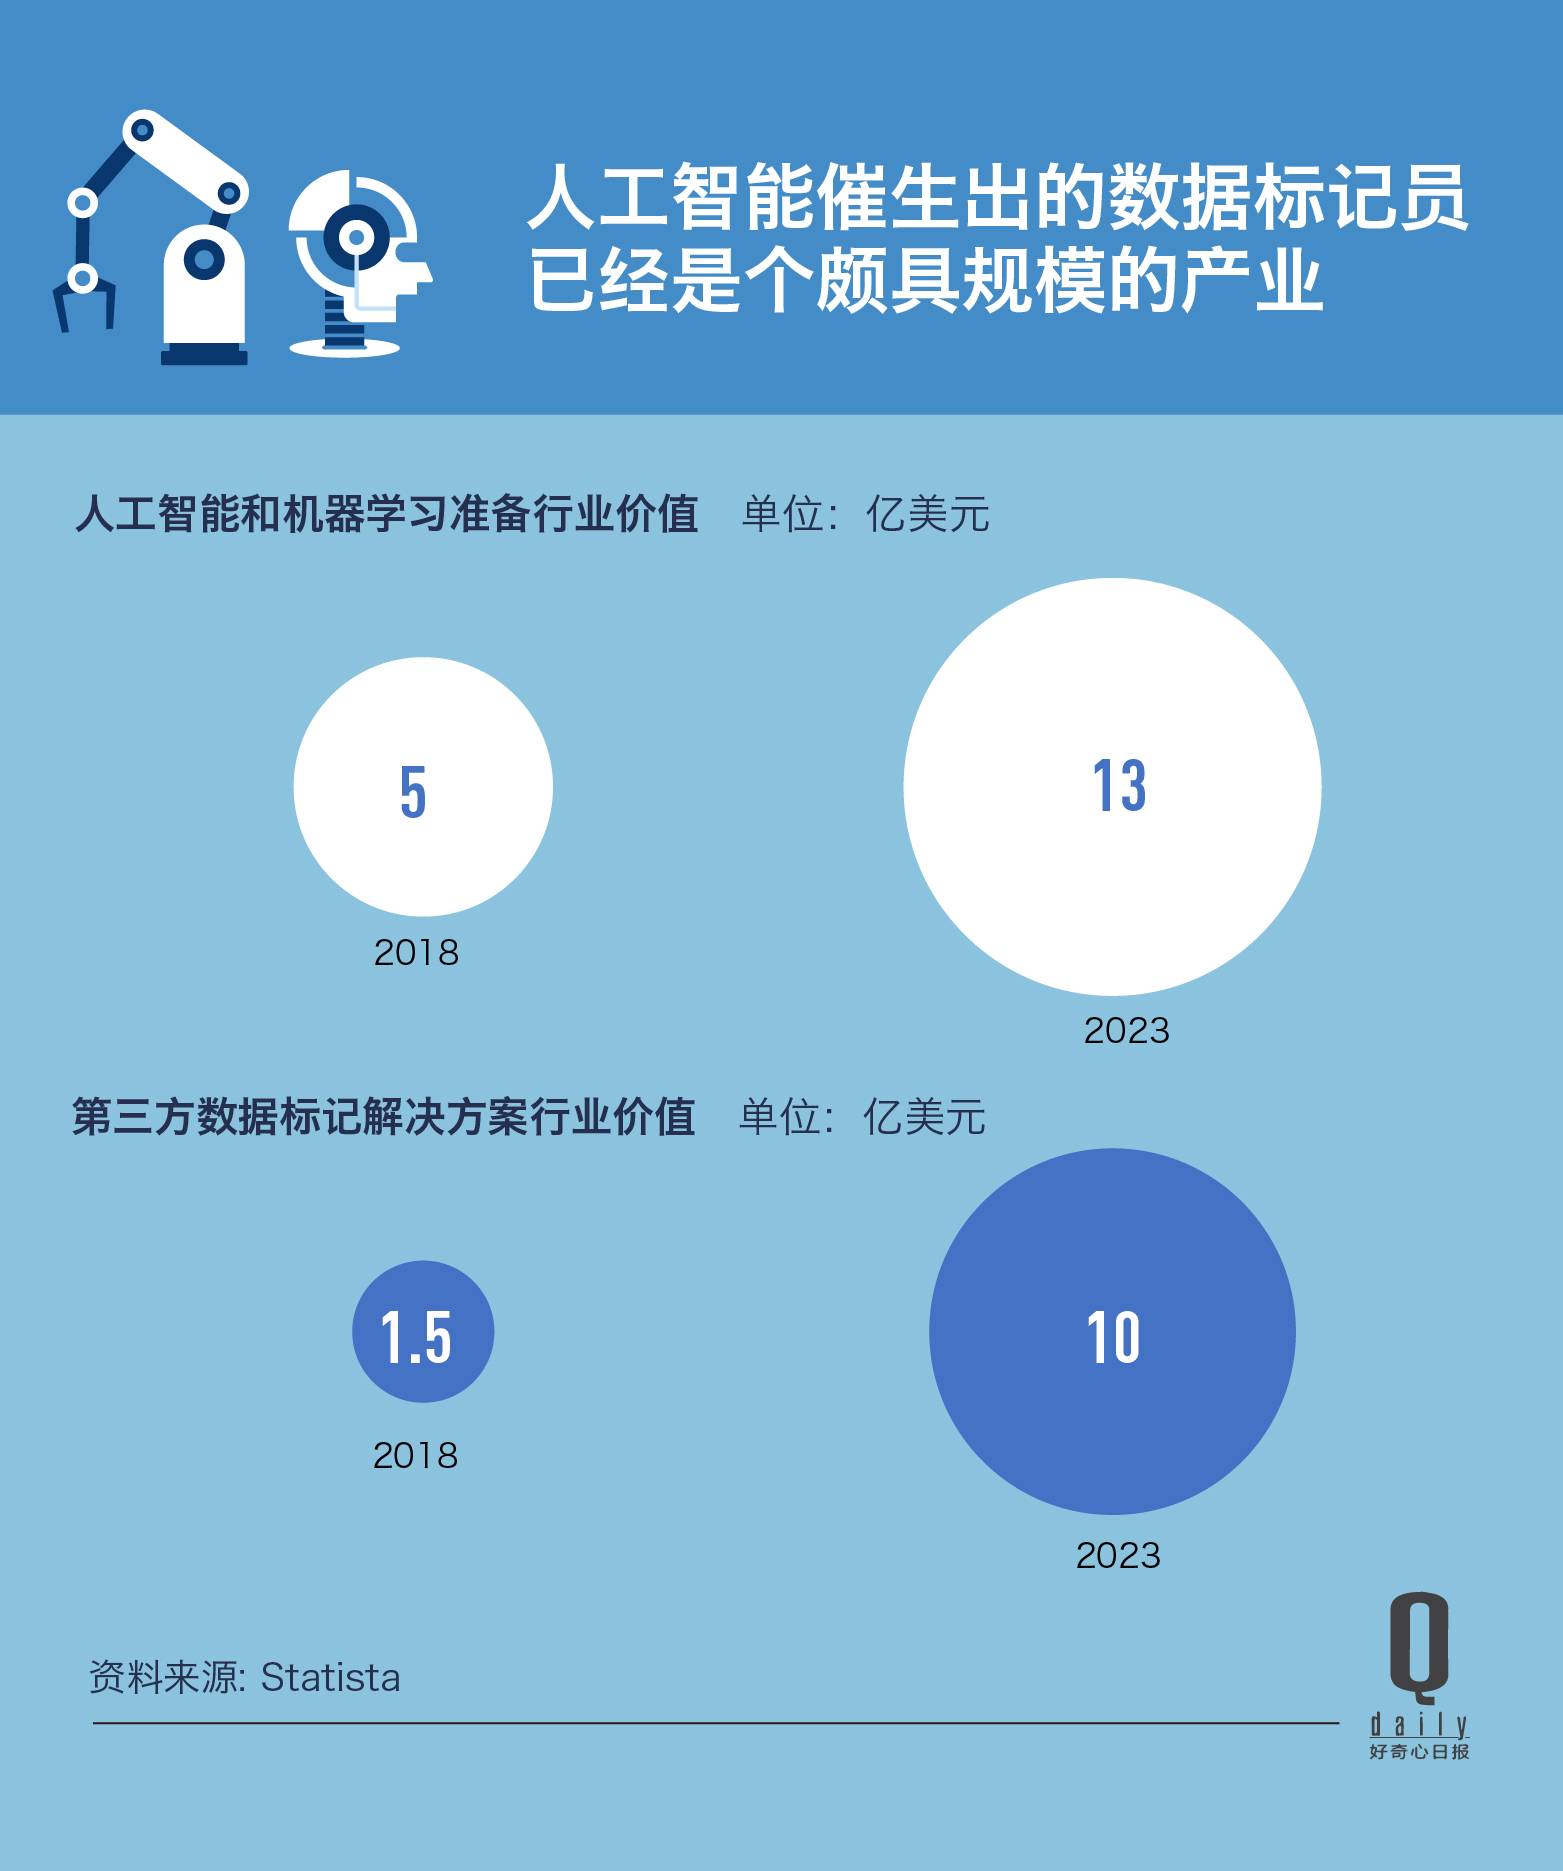 人工智能催生出的数据标记员
已经是个颇具规模的产业
人工智能和机器学习准备行业价值 单位：亿美元
5
13
2018
2023
第三方数据标记解决方案行业价值 单位：亿美元
1.5
10
2018
2023
资料来源: Statista
Q
daily
好奇心日报